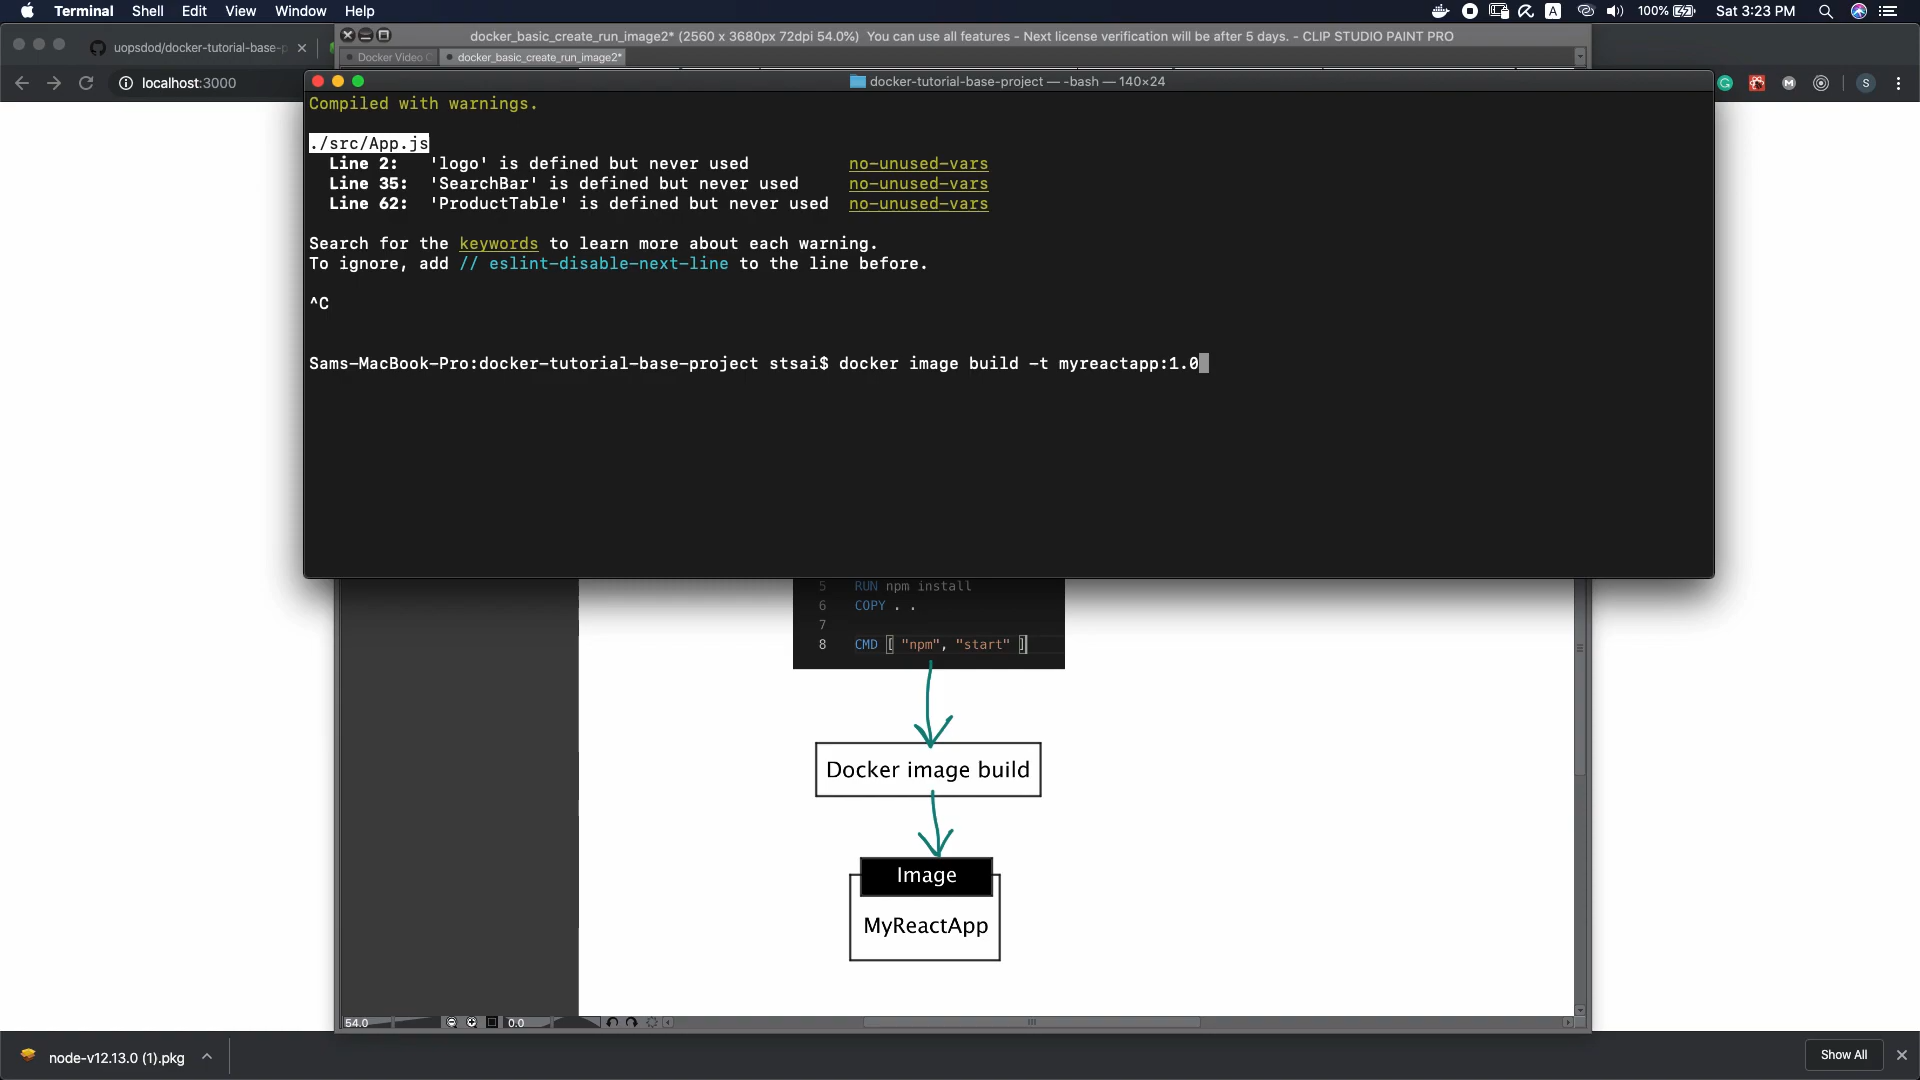 Terminal Shell Edit View Window Help
A 100% Sat 3:23 PM
docker_basic_create_run_image2* (2560 x 3680px 72dpi 54.0%) You can use all features - Next license verification will be after 5 days. - CLIP STUDIO PAINT PRO
uopsdod/docker-tutorial-base-p
Docker Video docker_basic_create_run_image2*
localhost:3000
docker-tutorial-base-project — -bash — 140×24
M S
Compiled with warnings.
./src/App.js
Line 2: 'logo' is defined but never used no-unused-vars
Line 35: 'SearchBar' is defined but never used no-unused-vars
Line 62: 'ProductTable' is defined but never used no-unused-vars
Search for the keywords to learn more about each warning.
To ignore, add // eslint-disable-next-line to the line before.
^C
Sams-MacBook-Pro:docker-tutorial-base-project stsai$ docker image build -t myreactapp:1.0
5 RUN npm install
6 COPY . .
7
8 CMD [ "npm", "start" ]
Docker image build
Image
MyReactApp
54.0 0.0
node-v12.13.0 (1).pkg
Show All